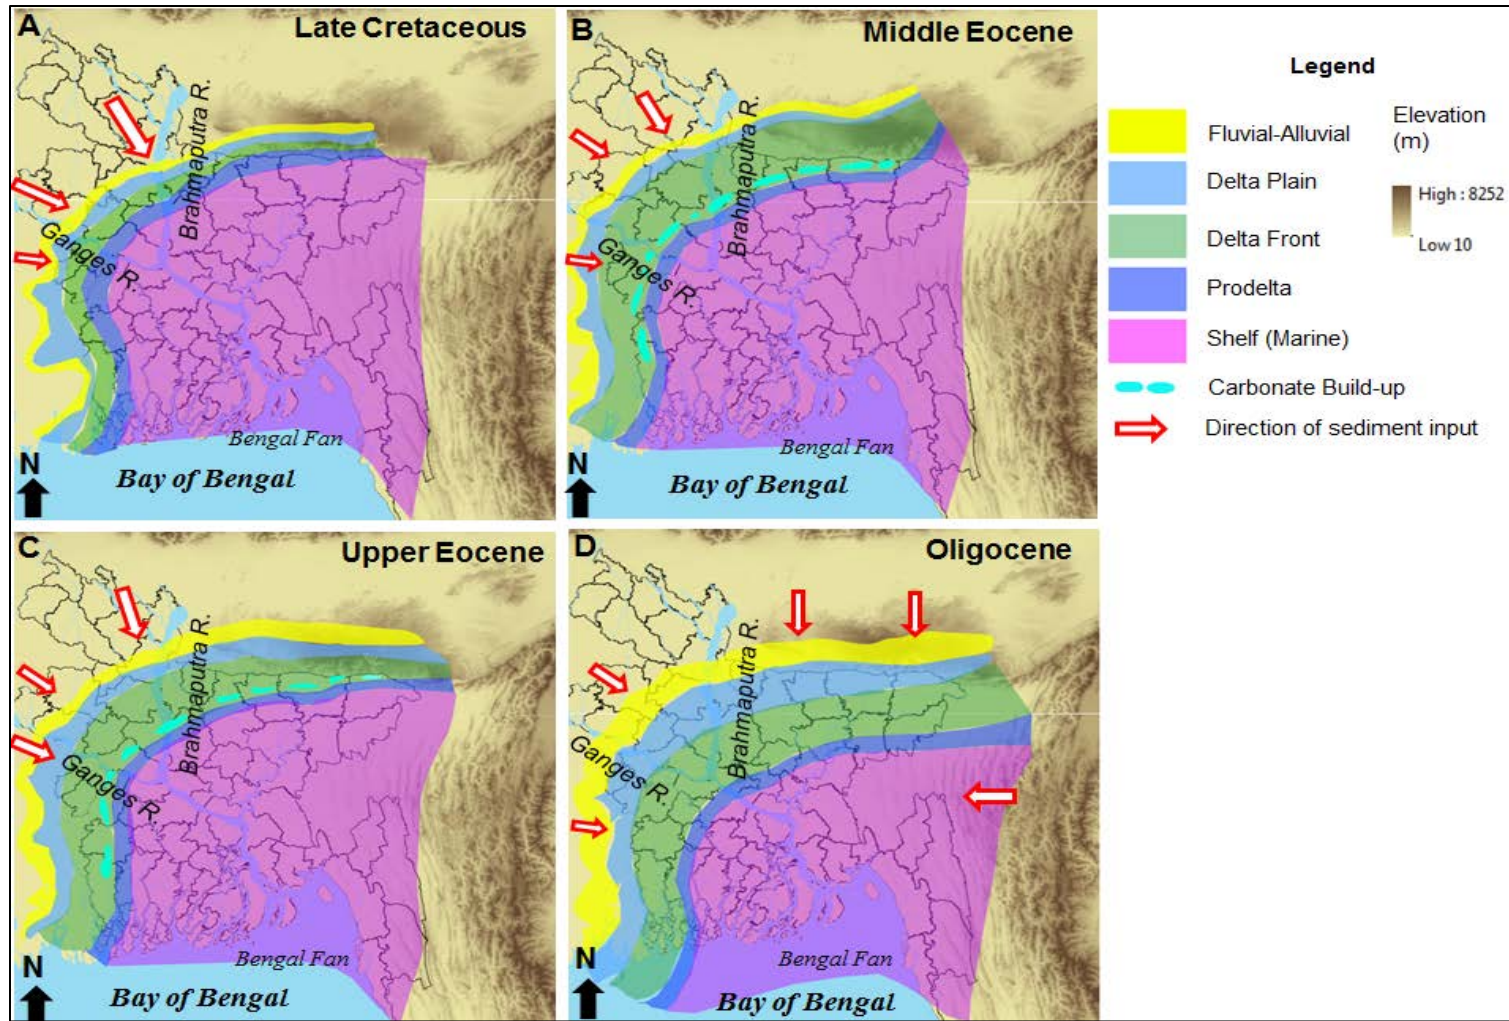 A
Late Cretaceous
Brahmaputra R.
Ganges R.
Bengal Fan
N
Bay of Bengal
B
Middle Eocene
Brahmaputra R.
Ganges R.
Bengal Fan
N
Bay of Bengal
Legend
Fluvial-Alluvial
Delta Plain
Delta Front
Prodelta
Shelf (Marine)
Carbonate Build-up
Direction of sediment input
Elevation
(m)
High : 8252
Low 10
C
Upper Eocene
Brahmaputra R.
Ganges R.
Bengal Fan
N
Bay of Bengal
D
Oligocene
Brahmaputra R.
Ganges R.
Bengal Fan
N
Bay of Bengal